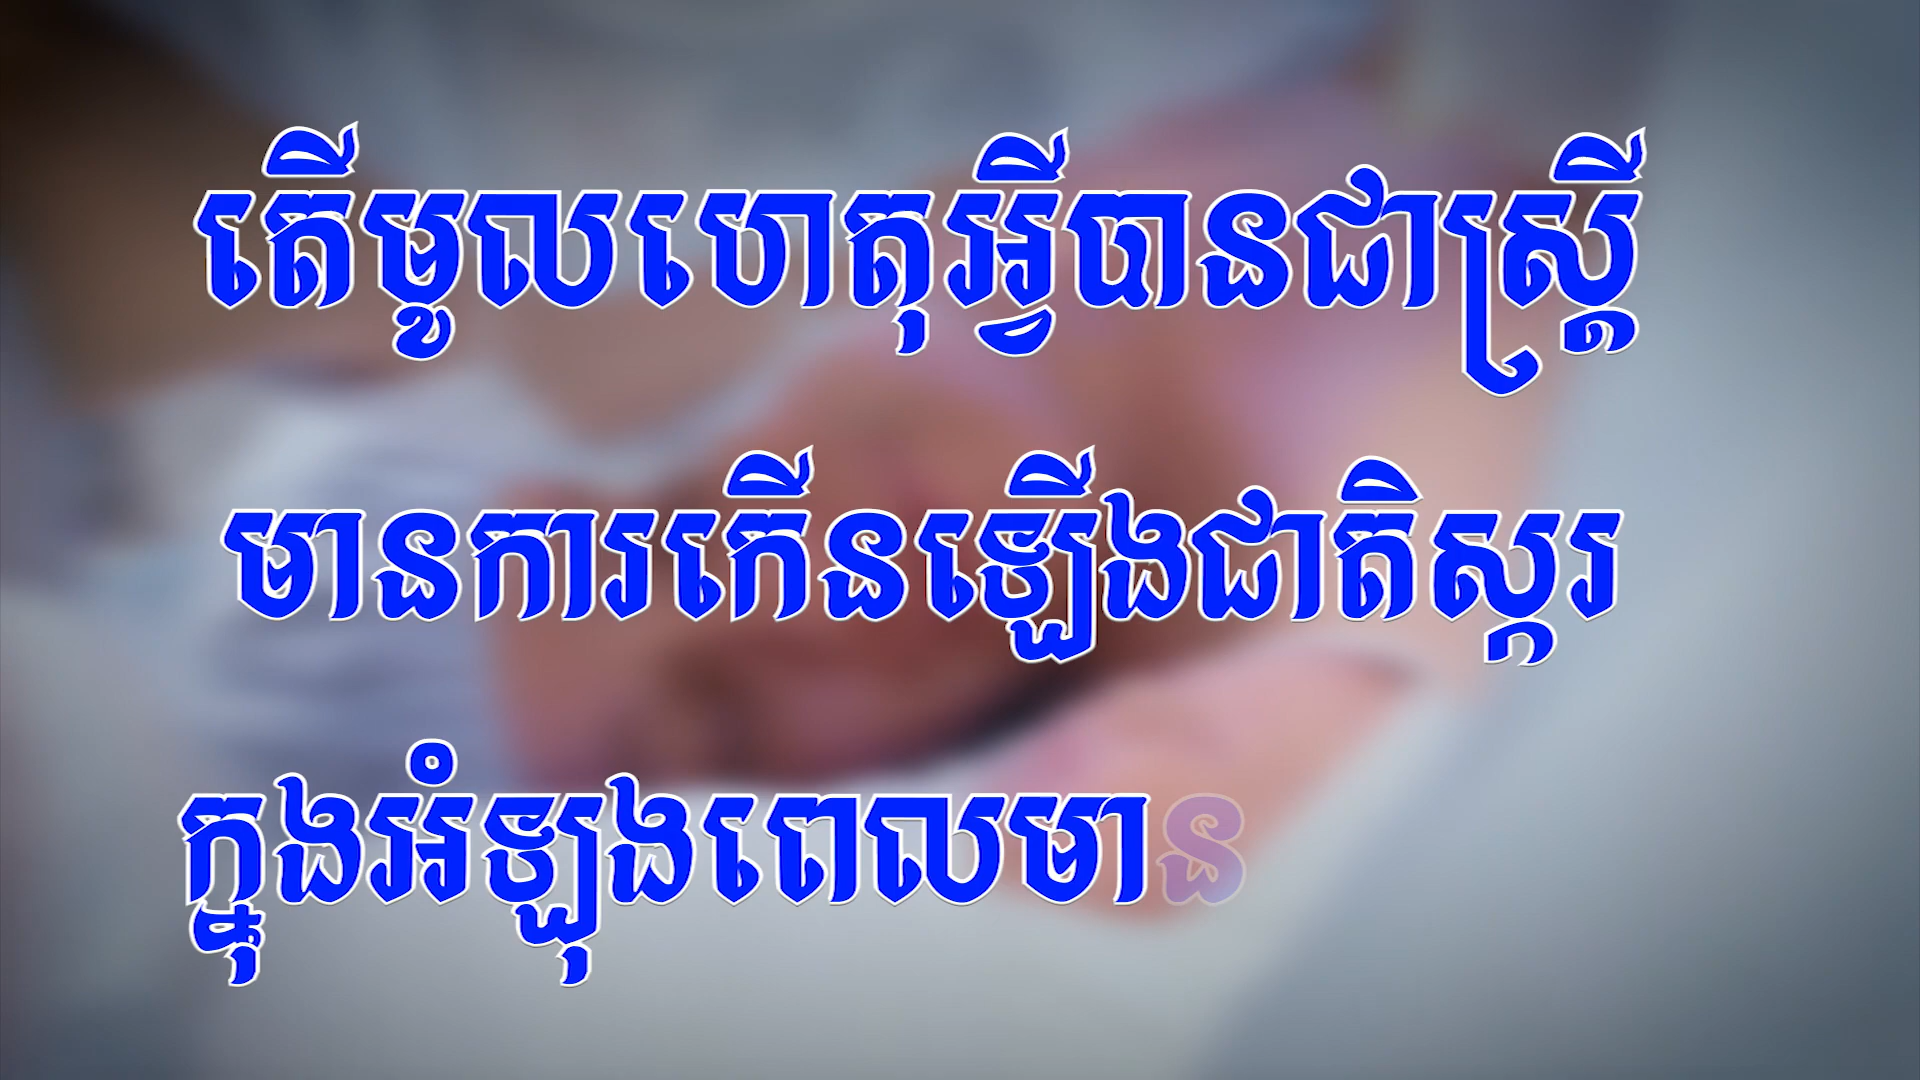 តើមូលហេតុអ្វីបានជាស្ត្រី
មានការកើនឡើងជាតិស្ករ
ក្នុងអំឡុងពេលមាន